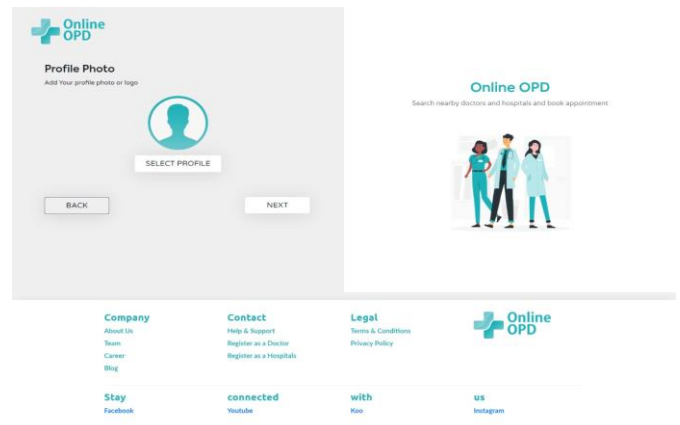 Online
OPD
Profile Photo
Add Your profile photo or logo
SELECT PROFILE
BACK
NEXT
Online OPD
Search nearby doctors and hospitals and book appointment
Company
About Us
Team
Career
Blog
Contact
Help & Support
Register as a Doctor
Register as a Hospitals
Legal
Terms & Conditions
Privacy Policy
Online
OPD
Stay connected with us
Facebook Youtube Koo Instagram